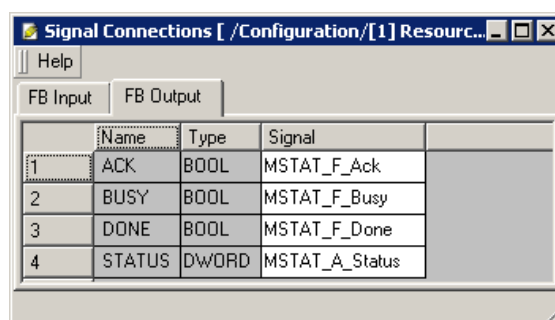 Signal Connections [ /Configuration/[1] Resourc...
Help
FB Input FB Output
Name Type Signal
1 ACK BOOL MSTAT_F_Ack
2 BUSY BOOL MSTAT_F_Busy
3 DONE BOOL MSTAT_F_Done
4 STATUS DWORD MSTAT_A_Status